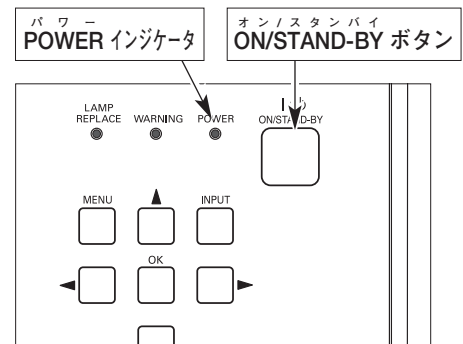 パワー
POWER インジケータ
オン/スタンバイ
ON/STAND-BY ボタン
LAMP REPLACE
WARNING
POWER
ON/STAND-BY
MENU
INPUT
OK